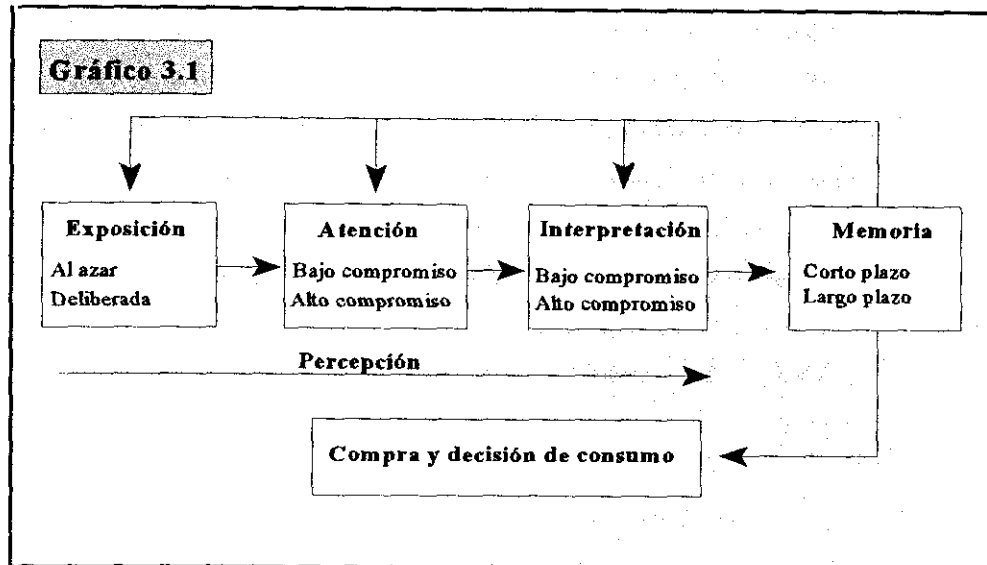 Gráfico 3.1
Exposición
Al azar
Deliberada
Atención
Bajo compromiso
Alto compromiso
Interpretación
Bajo compromiso
Alto compromiso
Memoria
Corto plazo
Largo plazo
Percepción
Compra y decisión de consumo